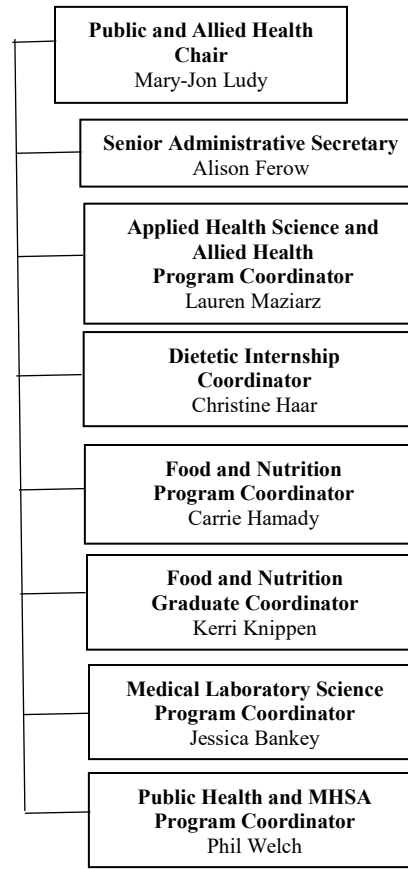 Public and Allied Health
Chair
Mary-Jon Ludy
Senior Administrative Secretary
Alison Ferow
Applied Health Science and
Allied Health
Program Coordinator
Lauren Maziarz
Dietetic Internship
Coordinator
Christine Haar
Food and Nutrition
Program Coordinator
Carrie Hamady
Food and Nutrition
Graduate Coordinator
Kerri Knippen
Medical Laboratory Science
Program Coordinator
Jessica Bankey
Public Health and MHSA
Program Coordinator
Phil Welch